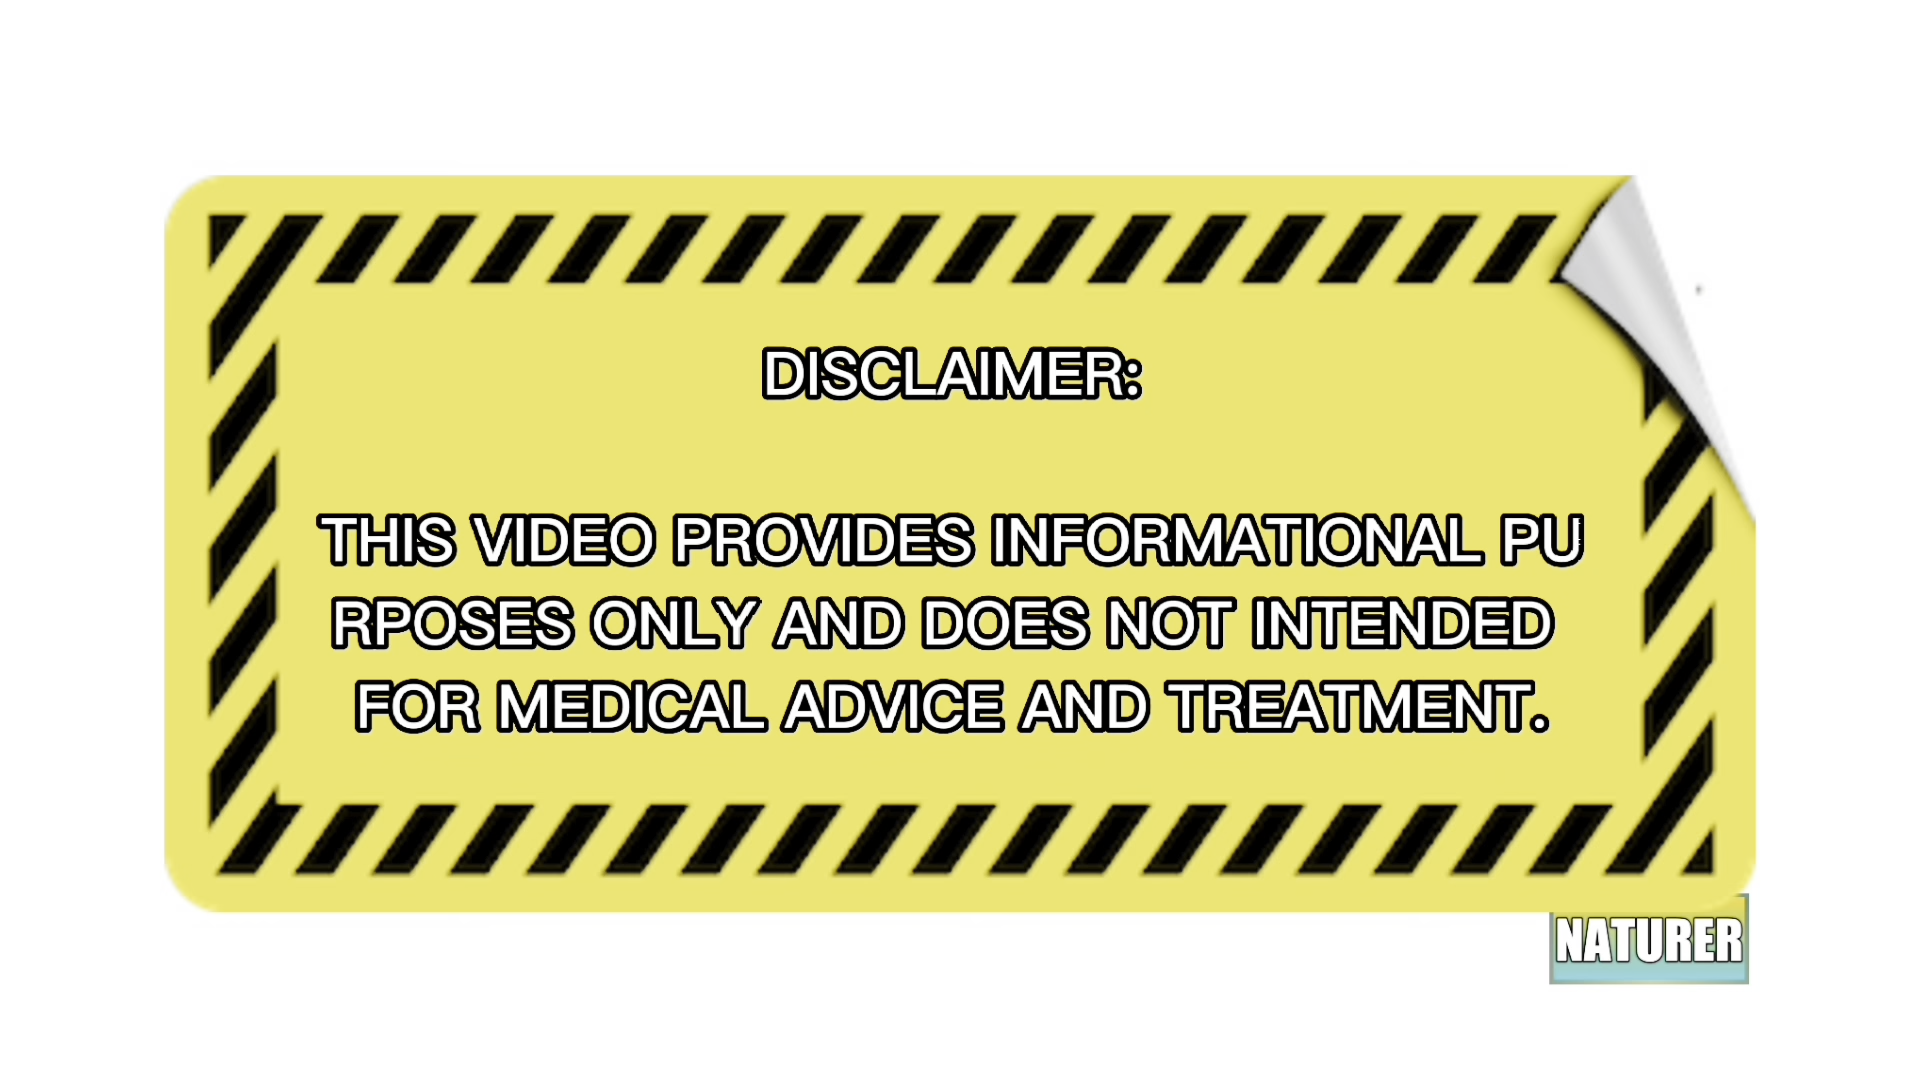 DISCLAIMER:
THIS VIDEO PROVIDES INFORMATIONAL PU
RPOSES ONLY AND DOES NOT INTENDED
FOR MEDICAL ADVICE AND TREATMENT.
NATURER